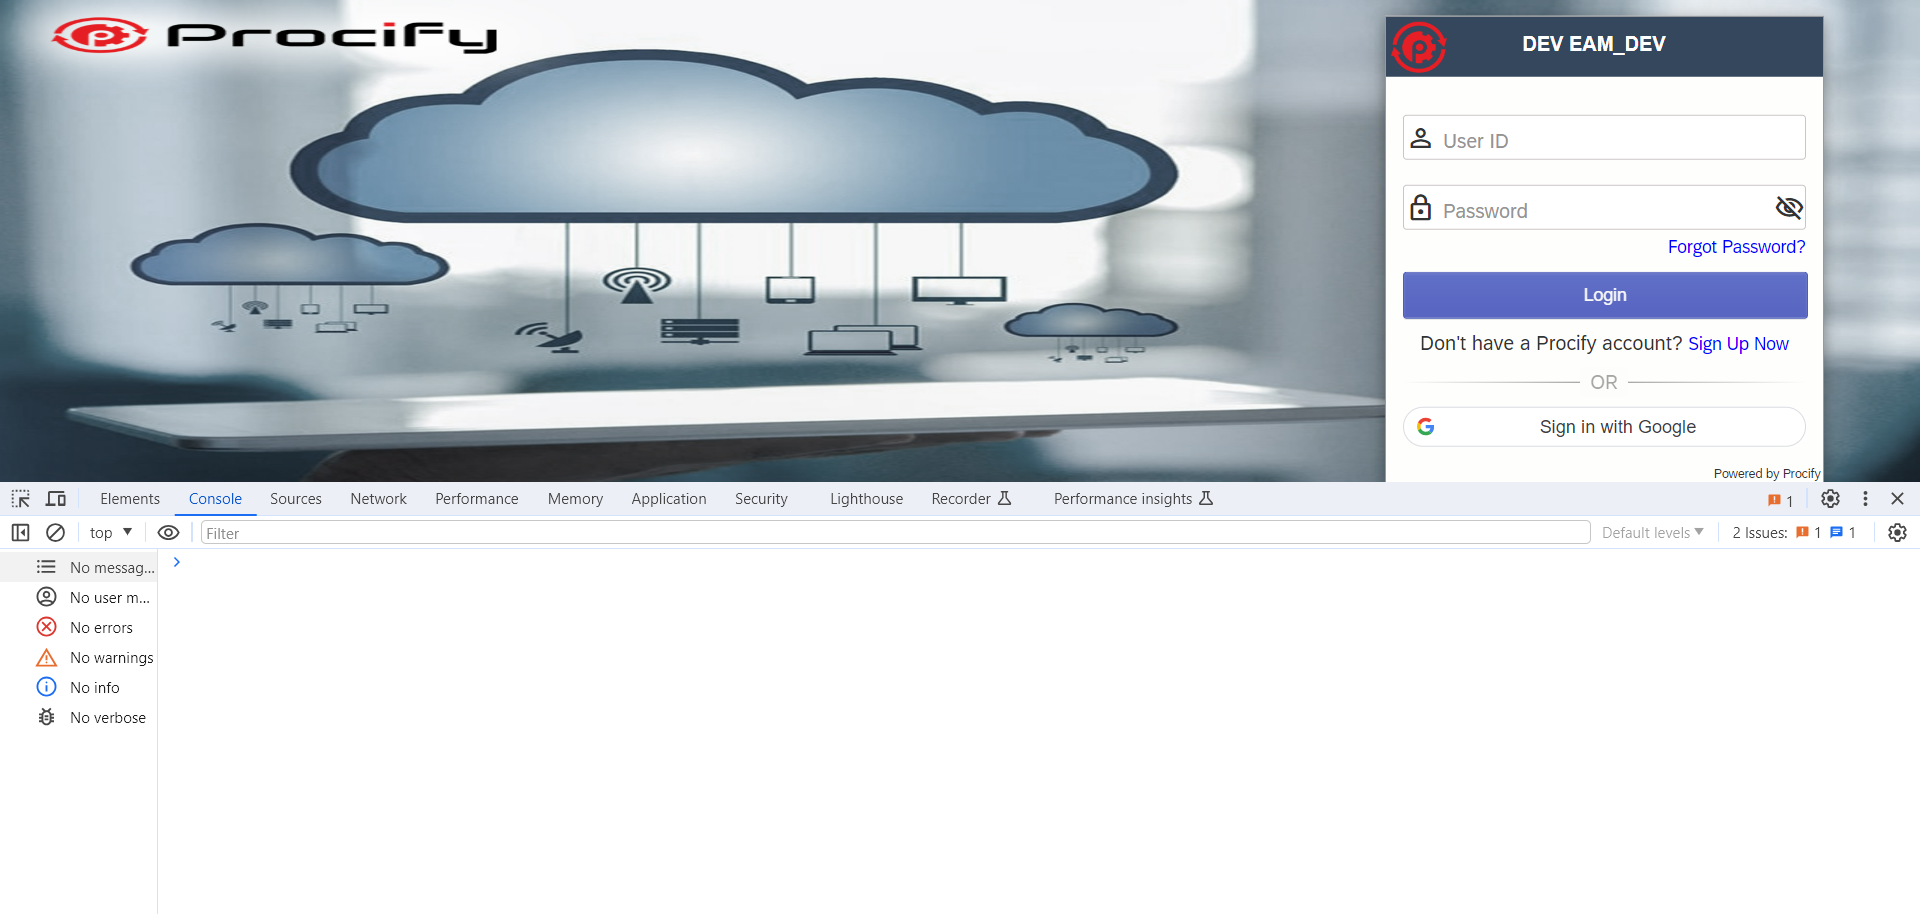 Procify
DEV EAM_DEV
User ID
Password
Forgot Password?
Login
Don't have a Procify account? Sign Up Now
OR
Sign in with Google
Powered by Procify
Elements Console Sources Network Performance Memory Application Security Lighthouse Recorder Performance insights 1
top Filter Default levels 2 Issues: 1 1
No messag...
No user m...
No errors
No warnings
No info
No verbose